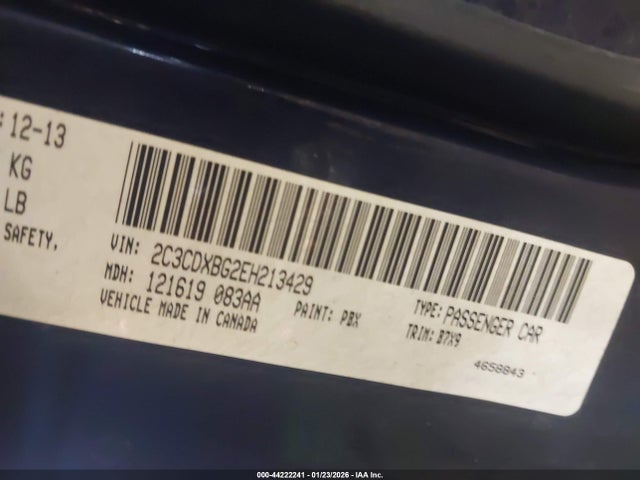 : 12-13
KG
LB
SAFETY.
VIN: 2C3CDXBG2EH213429
MDH: 121619 083AA
VEHICLE MADE IN CANADA
PAINT: PBX
TYPE: PASSENGER CAR
TRIM: B7X9
4658843
000-44222241 - 01/23/2026 - IAA Inc.